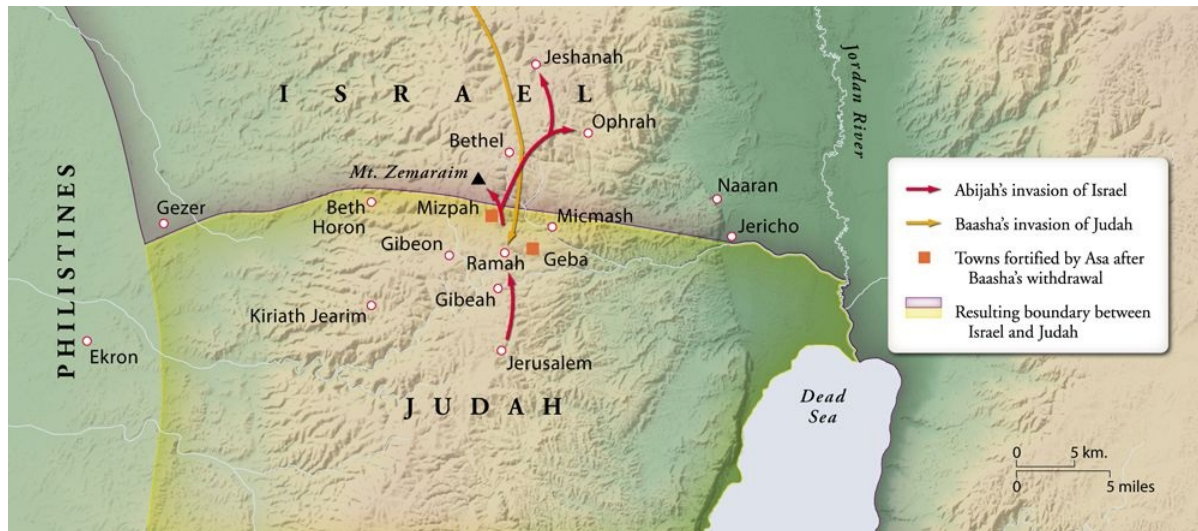 Jeshanah
I S R A E L
Ophrah
Bethel
Mt. Zemaraim
Jordan River
PHILISTINES
Gezer
Beth
Horon
Mizpah
Micmash
Naaran
Jericho
Gibeon
Ramah
Geba
Gibeah
Kiriath Jearim
Ekron
Jerusalem
J U D A H
Dead
Sea
Abijah's invasion of Israel
Baasha's invasion of Judah
Towns fortified by Asa after
Baasha's withdrawal
Resulting boundary between
Israel and Judah
0 5 km.
0 5 miles